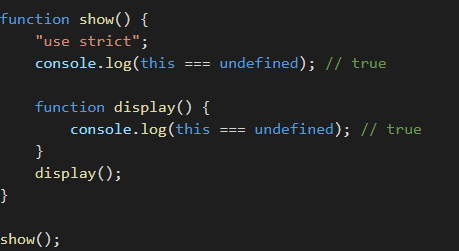 function show() {
    "use strict";
    console.log(this === undefined); // true

    function display() {
        console.log(this === undefined); // true
    }
    display();
}

show();